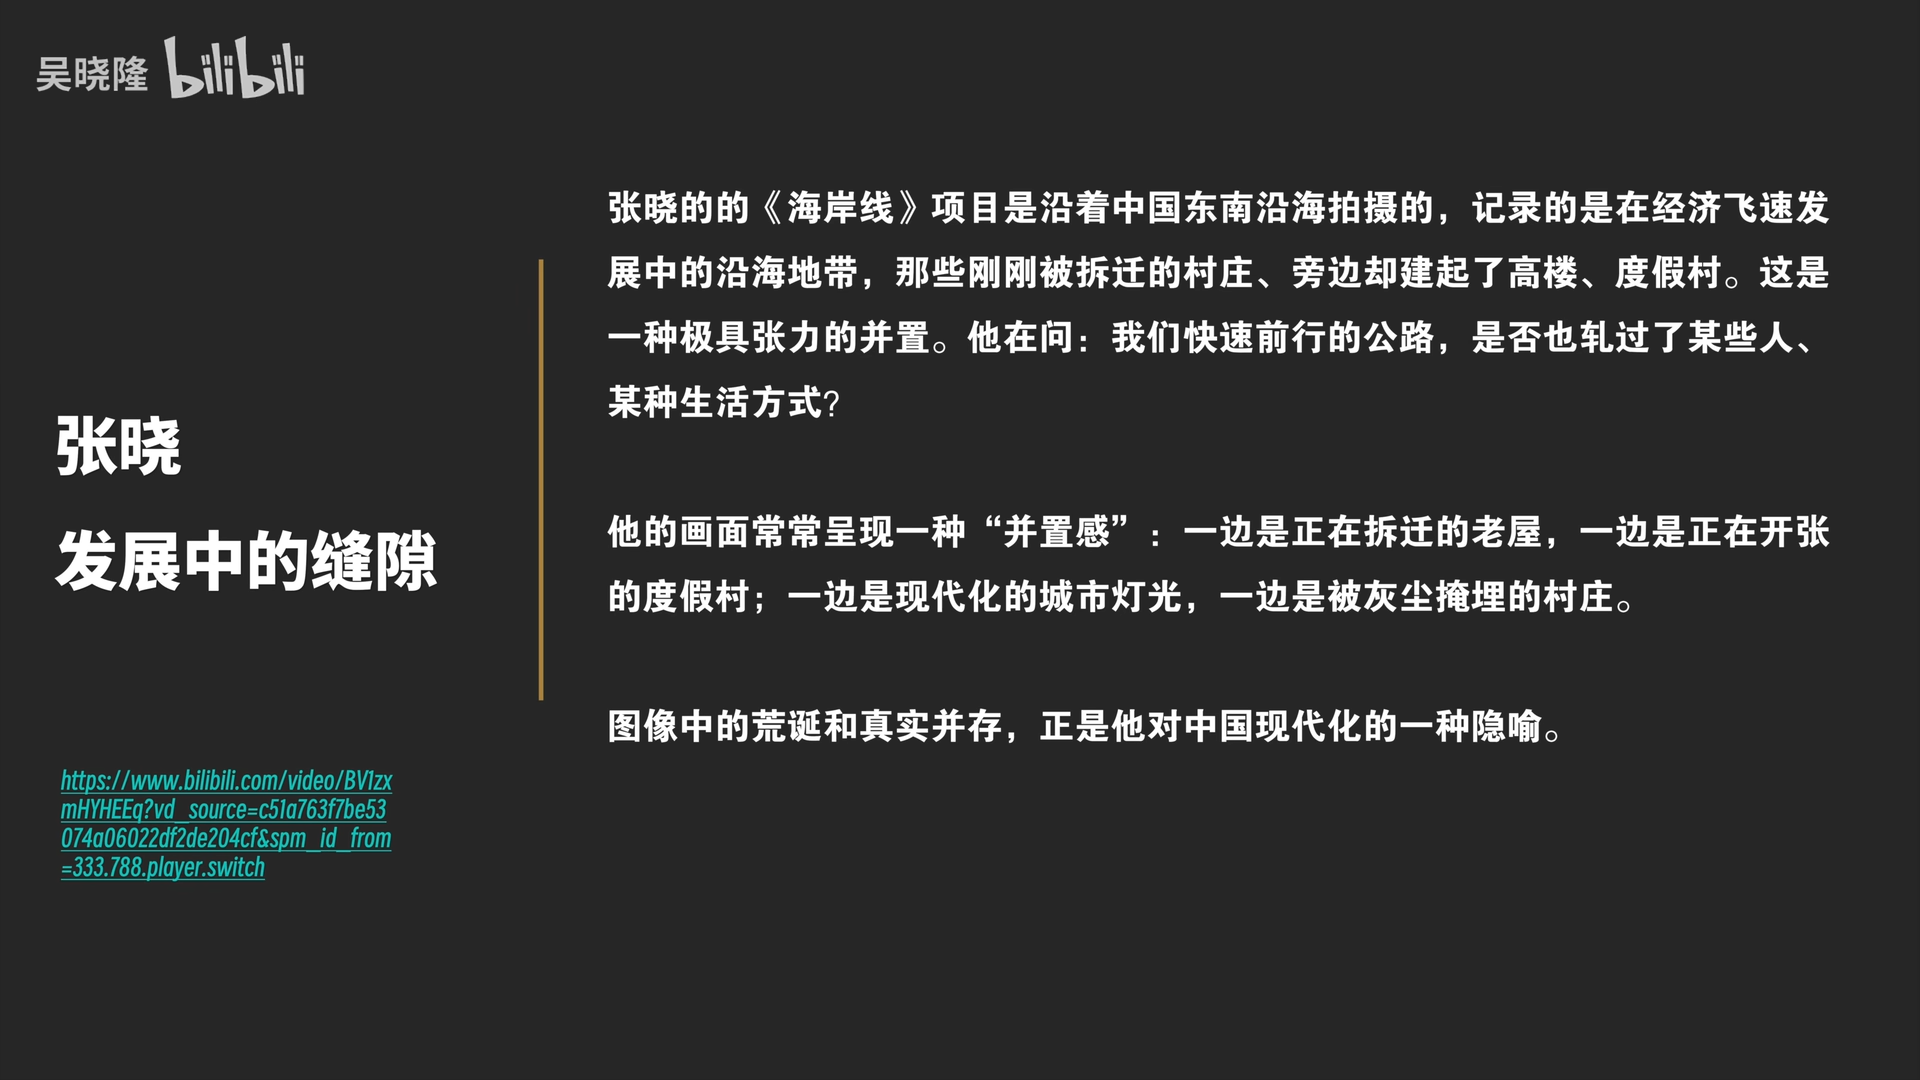 吴晓隆 bilibili
张晓
发展中的缝隙
https://www.bilibili.com/video/BV1zx
mHYHEEq?vd_source=c51a763f7be53
074a06022df2de204cf&spm_id_from
=333.788.player.switch
张晓的的《海岸线》项目是沿着中国东南沿海拍摄的，记录的是在经济飞速发
展中的沿海地带，那些刚刚被拆迁的村庄、旁边却建起了高楼、度假村。这是
一种极具张力的并置。他在问：我们快速前行的公路，是否也轧过了某些人、
某种生活方式?
他的画面常常呈现一种“并置感”：一边是正在拆迁的老屋，一边是正在开张
的度假村；一边是现代化的城市灯光，一边是被灰尘掩埋的村庄。
图像中的荒诞和真实并存，正是他对中国现代化的一种隐喻。